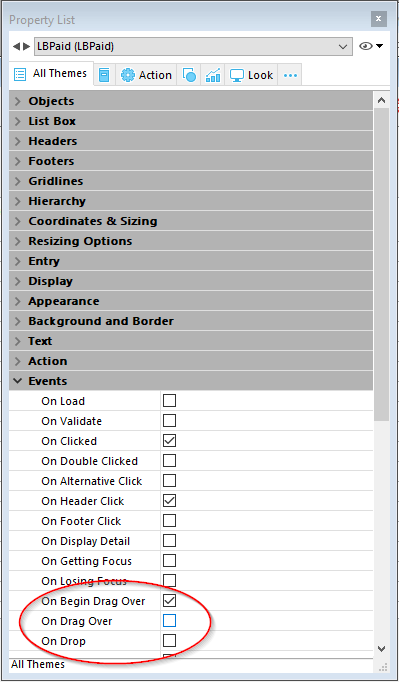 Property List
LBPaid (LBPaid)
All Themes Action Look
Objects
List Box
Headers
Footers
Gridlines
Hierarchy
Coordinates & Sizing
Resizing Options
Entry
Display
Appearance
Background and Border
Text
Action
Events
On Load
On Validate
On Clicked
On Double Clicked
On Alternative Click
On Header Click
On Footer Click
On Display Detail
On Getting Focus
On Losing Focus
On Begin Drag Over
On Drag Over
On Drop
All Themes